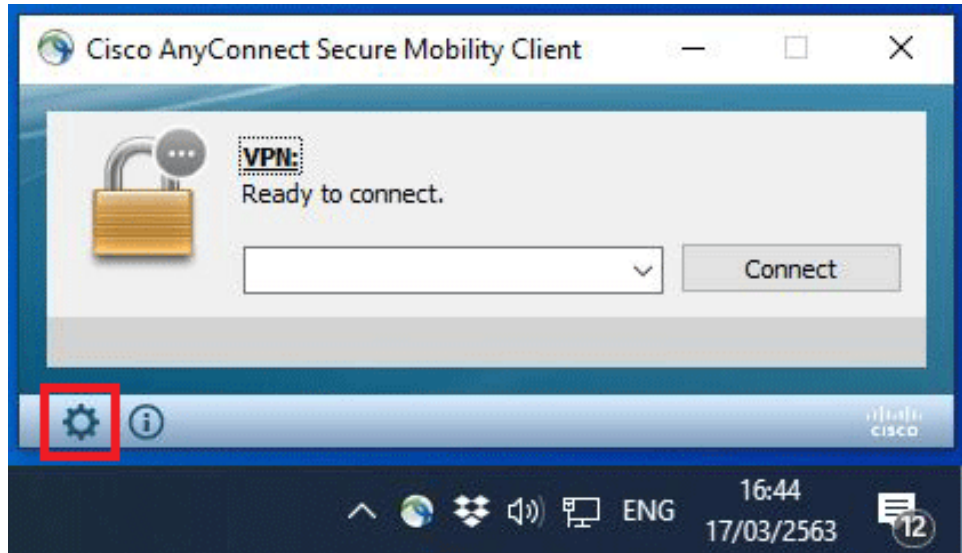 Cisco AnyConnect Secure Mobility Client
VPN:
Ready to connect.
Connect
CISCO
ENG
16:44
17/03/2563
12